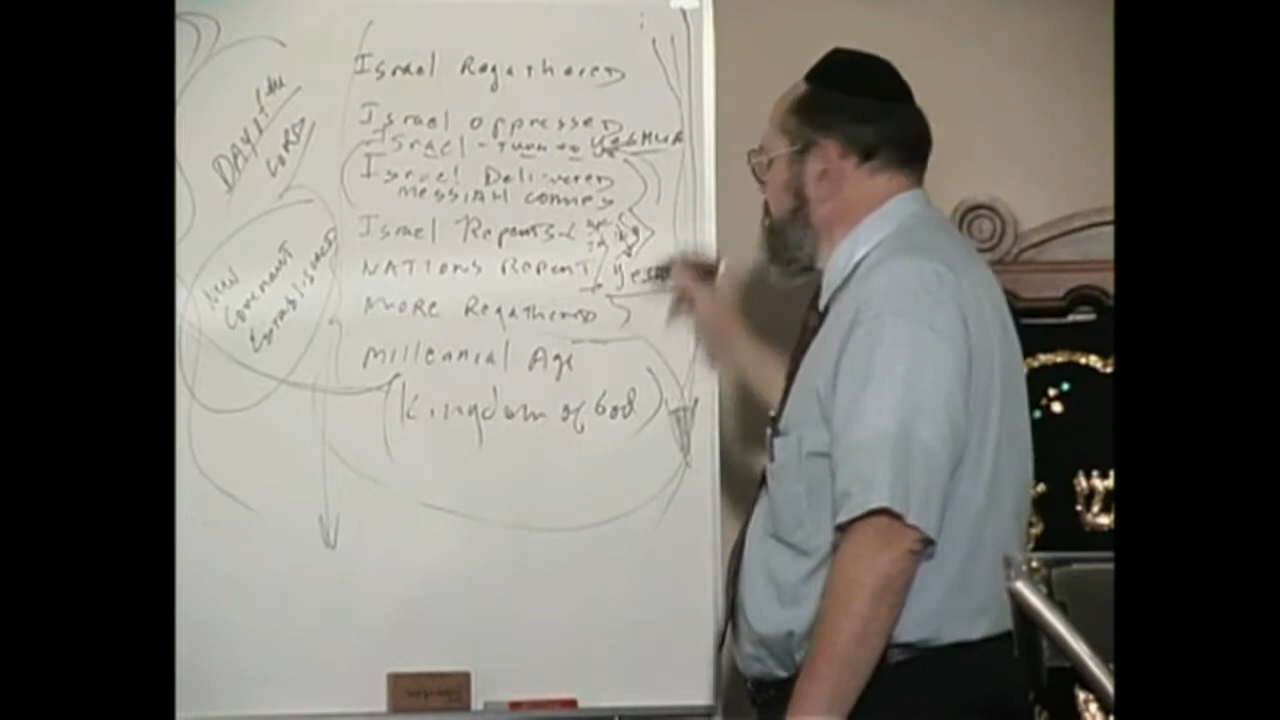 DAY of the
LORD
New
Covenant
Established
Israel Regathered
Israel oppressed
Israel - turn to YESHUA
Israel Delivered
MESSIAH comes
Israel Repents
NATIONS Repent
MORE Regathered
Millennial Age
(Kingdom of God)
ש